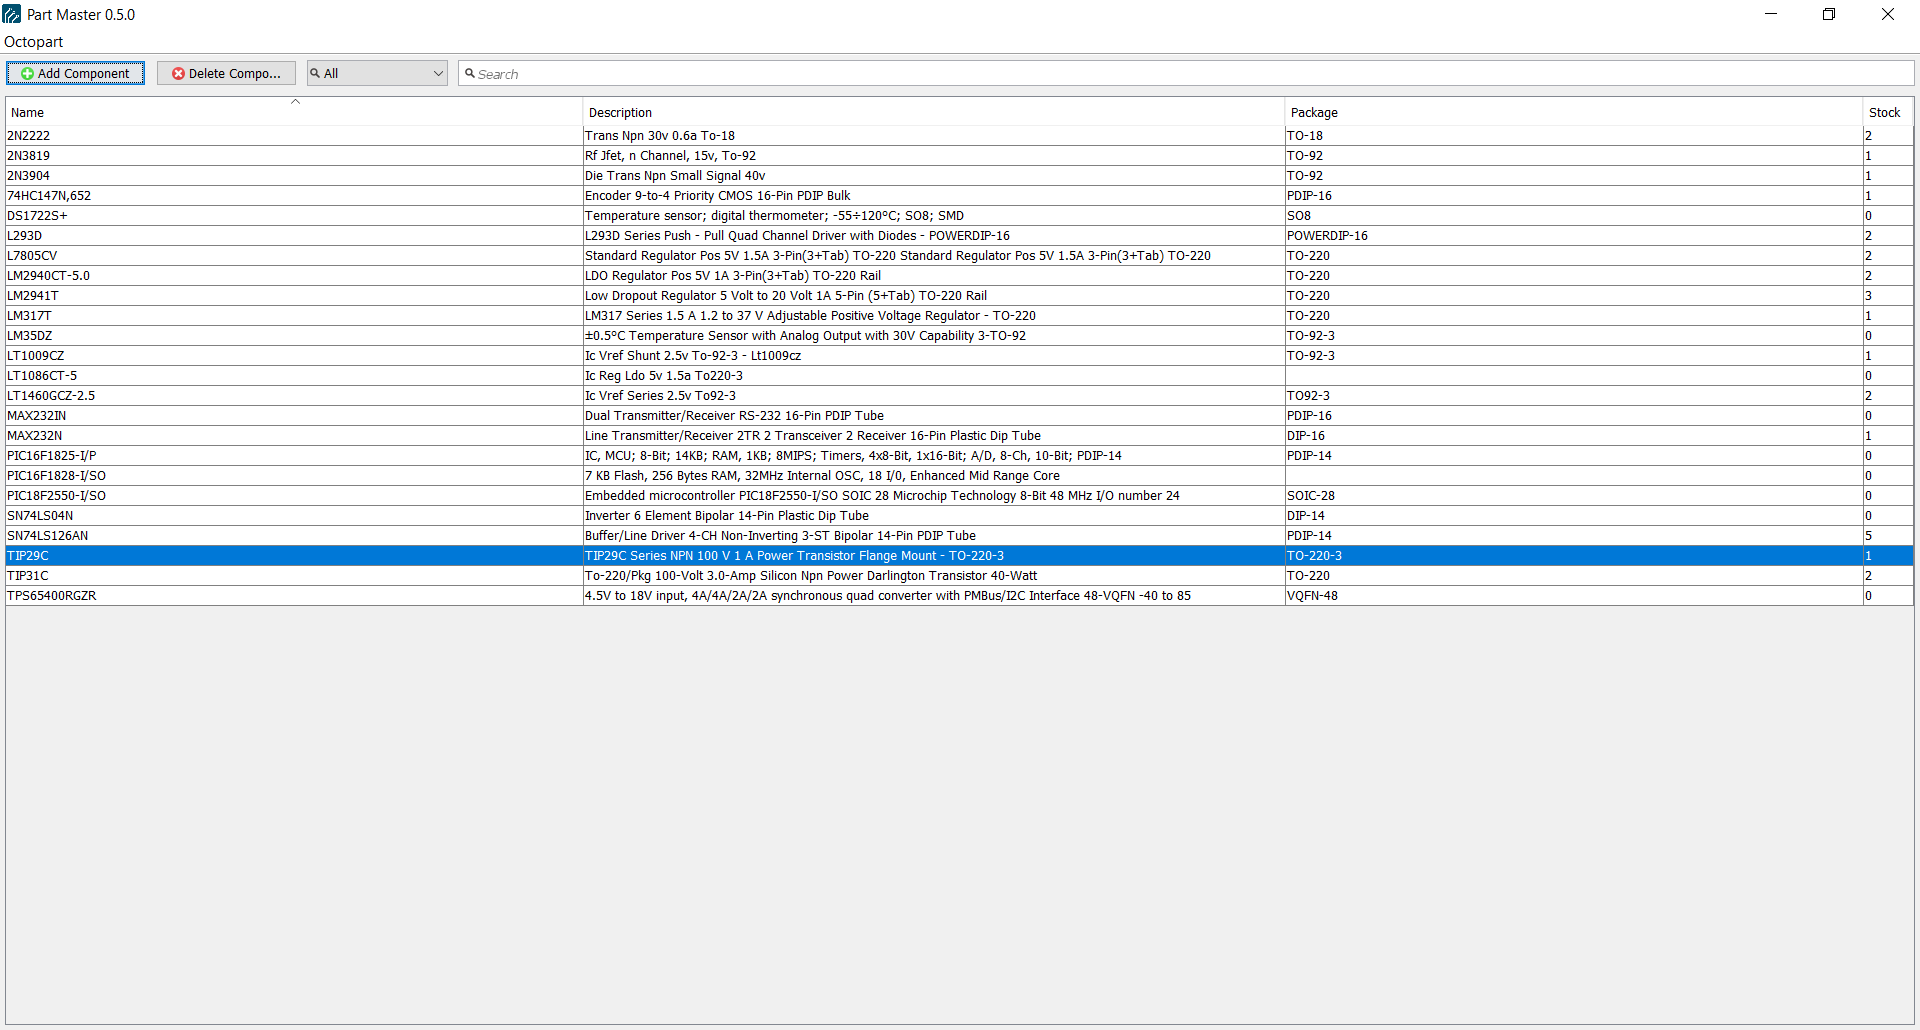 Part Master 0.5.0
Octopart
Add Component Delete Compo... All Search
Name Description Package Stock
2N2222 Trans Npn 30v 0.6a To-18 TO-18 2
2N3819 Rf Jfet, n Channel, 15v, To-92 TO-92 1
2N3904 Die Trans Npn Small Signal 40v TO-92 1
74HC147N,652 Encoder 9-to-4 Priority CMOS 16-Pin PDIP Bulk PDIP-16 1
DS1722S+ Temperature sensor; digital thermometer; -55÷120°C; SO8; SMD SO8 0
L293D L293D Series Push - Pull Quad Channel Driver with Diodes - POWERDIP-16 POWERDIP-16 2
L7805CV Standard Regulator Pos 5V 1.5A 3-Pin(3+Tab) TO-220 Standard Regulator Pos 5V 1.5A 3-Pin(3+Tab) TO-220 TO-220 2
LM2940CT-5.0 LDO Regulator Pos 5V 1A 3-Pin(3+Tab) TO-220 Rail TO-220 2
LM2941T Low Dropout Regulator 5 Volt to 20 Volt 1A 5-Pin (5+Tab) TO-220 Rail TO-220 3
LM317T LM317 Series 1.5 A 1.2 to 37 V Adjustable Positive Voltage Regulator - TO-220 TO-220 1
LM35DZ ±0.5°C Temperature Sensor with Analog Output with 30V Capability 3-TO-92 TO-92-3 0
LT1009CZ Ic Vref Shunt 2.5v To-92-3 - Lt1009cz TO-92-3 1
LT1086CT-5 Ic Reg Ldo 5v 1.5a To220-3 0
LT1460GCZ-2.5 Ic Vref Series 2.5v To92-3 TO92-3 2
MAX232IN Dual Transmitter/Receiver RS-232 16-Pin PDIP Tube PDIP-16 0
MAX232N Line Transmitter/Receiver 2TR 2 Transceiver 2 Receiver 16-Pin Plastic Dip Tube DIP-16 1
PIC16F1825-I/P IC, MCU; 8-Bit; 14KB; RAM, 1KB; 8MIPS; Timers, 4x8-Bit, 1x16-Bit; A/D, 8-Ch, 10-Bit; PDIP-14 PDIP-14 0
PIC16F1828-I/SO 7 KB Flash, 256 Bytes RAM, 32MHz Internal OSC, 18 I/0, Enhanced Mid Range Core 0
PIC18F2550-I/SO Embedded microcontroller PIC18F2550-I/SO SOIC 28 Microchip Technology 8-Bit 48 MHz I/O number 24 SOIC-28 0
SN74LS04N Inverter 6 Element Bipolar 14-Pin Plastic Dip Tube DIP-14 0
SN74LS126AN Buffer/Line Driver 4-CH Non-Inverting 3-ST Bipolar 14-Pin PDIP Tube PDIP-14 5
TIP29C TIP29C Series NPN 100 V 1 A Power Transistor Flange Mount - TO-220-3 TO-220-3 1
TIP31C To-220/Pkg 100-Volt 3.0-Amp Silicon Npn Power Darlington Transistor 40-Watt TO-220 2
TPS65400RGZR 4.5V to 18V input, 4A/4A/2A/2A synchronous quad converter with PMBus/I2C Interface 48-VQFN -40 to 85 VQFN-48 0